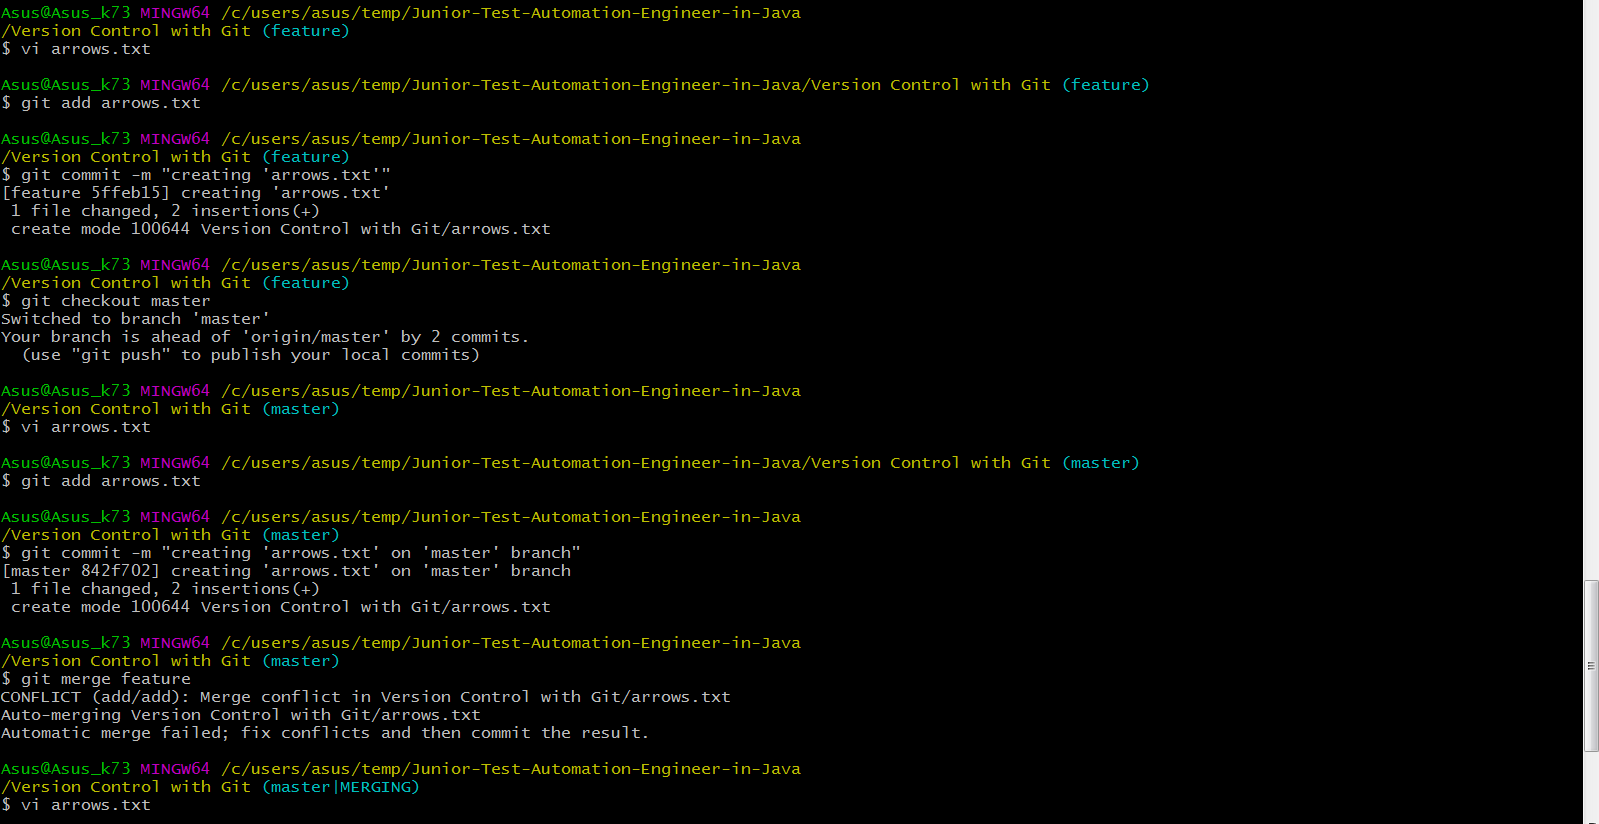 Asus@Asus_k73 MINGW64 /c/users/asus/temp/Junior-Test-Automation-Engineer-in-Java
/Version Control with Git (feature)
$ vi arrows.txt
Asus@Asus_k73 MINGW64 /c/users/asus/temp/Junior-Test-Automation-Engineer-in-Java/Version Control with Git (feature)
$ git add arrows.txt
Asus@Asus_k73 MINGW64 /c/users/asus/temp/Junior-Test-Automation-Engineer-in-Java
/Version Control with Git (feature)
$ git commit -m "creating 'arrows.txt'"
[feature 5ffeb15] creating 'arrows.txt'
 1 file changed, 2 insertions(+)
 create mode 100644 Version Control with Git/arrows.txt
Asus@Asus_k73 MINGW64 /c/users/asus/temp/Junior-Test-Automation-Engineer-in-Java
/Version Control with Git (feature)
$ git checkout master
Switched to branch 'master'
Your branch is ahead of 'origin/master' by 2 commits.
  (use "git push" to publish your local commits)
Asus@Asus_k73 MINGW64 /c/users/asus/temp/Junior-Test-Automation-Engineer-in-Java
/Version Control with Git (master)
$ vi arrows.txt
Asus@Asus_k73 MINGW64 /c/users/asus/temp/Junior-Test-Automation-Engineer-in-Java/Version Control with Git (master)
$ git add arrows.txt
Asus@Asus_k73 MINGW64 /c/users/asus/temp/Junior-Test-Automation-Engineer-in-Java
/Version Control with Git (master)
$ git commit -m "creating 'arrows.txt' on 'master' branch"
[master 842f702] creating 'arrows.txt' on 'master' branch
 1 file changed, 2 insertions(+)
 create mode 100644 Version Control with Git/arrows.txt
Asus@Asus_k73 MINGW64 /c/users/asus/temp/Junior-Test-Automation-Engineer-in-Java
/Version Control with Git (master)
$ git merge feature
CONFLICT (add/add): Merge conflict in Version Control with Git/arrows.txt
Auto-merging Version Control with Git/arrows.txt
Automatic merge failed; fix conflicts and then commit the result.
Asus@Asus_k73 MINGW64 /c/users/asus/temp/Junior-Test-Automation-Engineer-in-Java
/Version Control with Git (master|MERGING)
$ vi arrows.txt